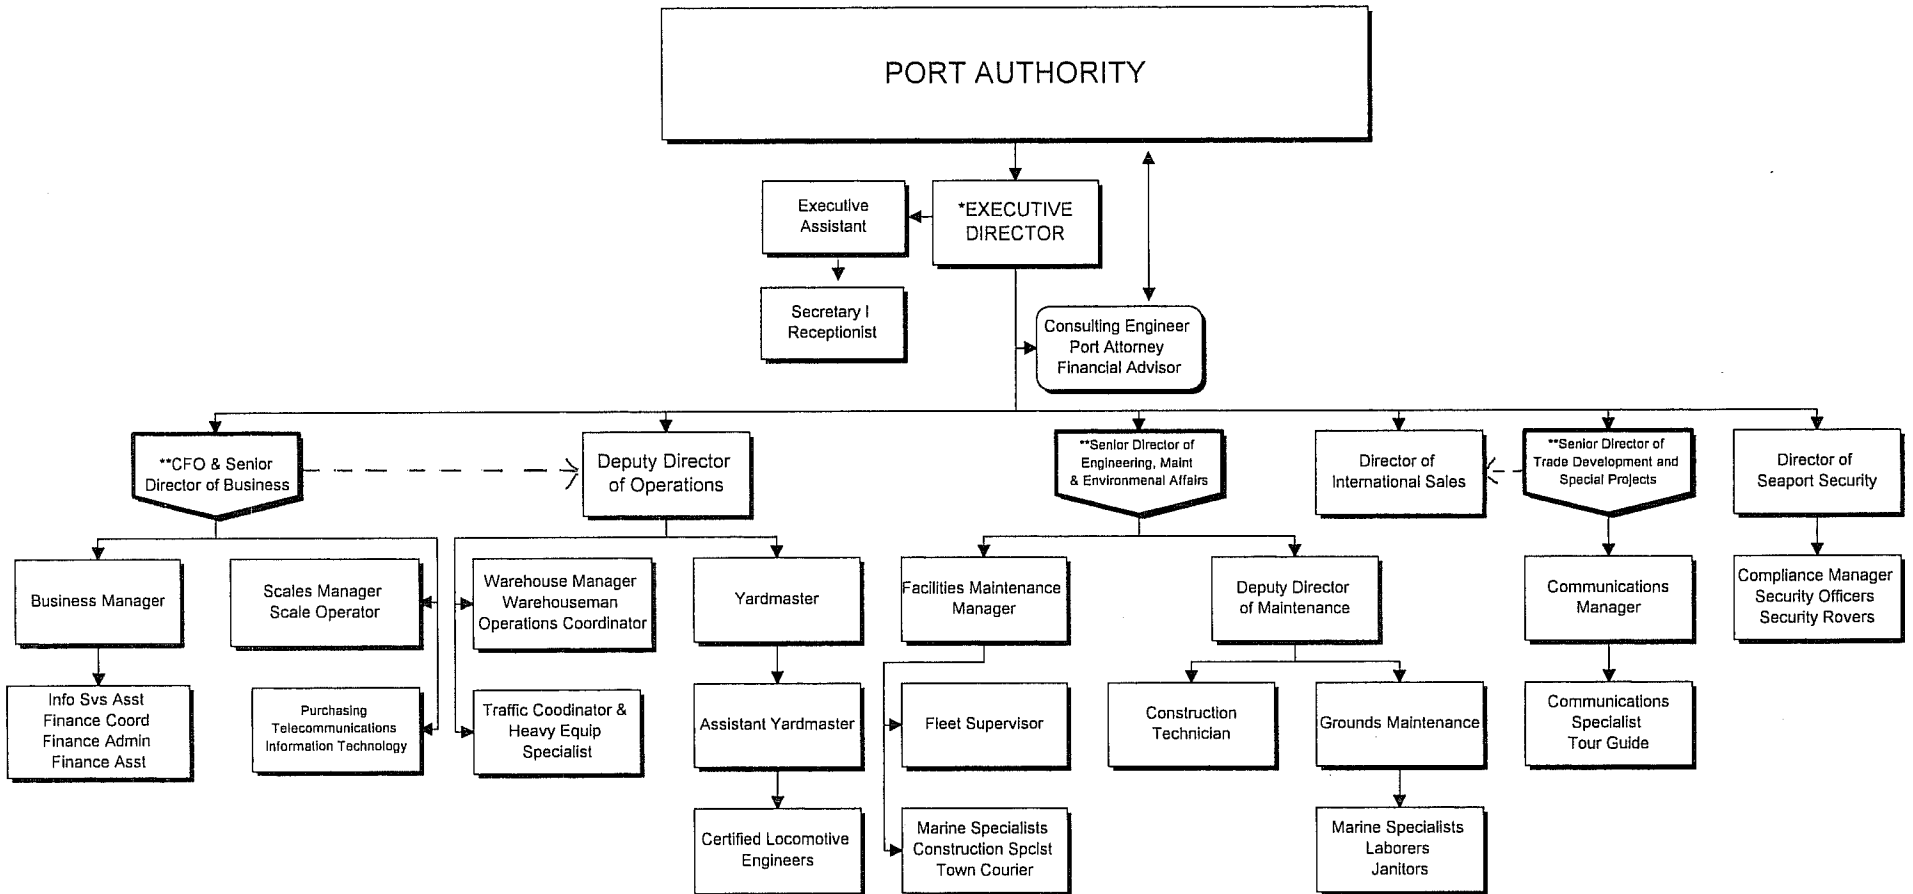 PORT AUTHORITY
Executive
Assistant
*EXECUTIVE
DIRECTOR
Secretary I
Receptionist
Consulting Engineer
Port Attorney
Financial Advisor
**CFO & Senior
Director of Business
Deputy Director
of Operations
**Senior Director of
Engineering, Maint
& Environmenal Affairs
Director of
International Sales
**Senior Director of
Trade Development and
Special Projects
Director of
Seaport Security
Business Manager
Scales Manager
Scale Operator
Warehouse Manager
Warehouseman
Operations Coordinator
Yardmaster
Facilities Maintenance
Manager
Deputy Director
of Maintenance
Communications
Manager
Compliance Manager
Security Officers
Security Rovers
Info Svs Asst
Finance Coord
Finance Admin
Finance Asst
Purchasing
Telecommunications
Information Technology
Traffic Coodinator &
Heavy Equip
Specialist
Assistant Yardmaster
Fleet Supervisor
Construction
Technician
Grounds Maintenance
Communications
Specialist
Tour Guide
Certified Locomotive
Engineers
Marine Specialists
Construction Spclst
Town Courier
Marine Specialists
Laborers
Janitors